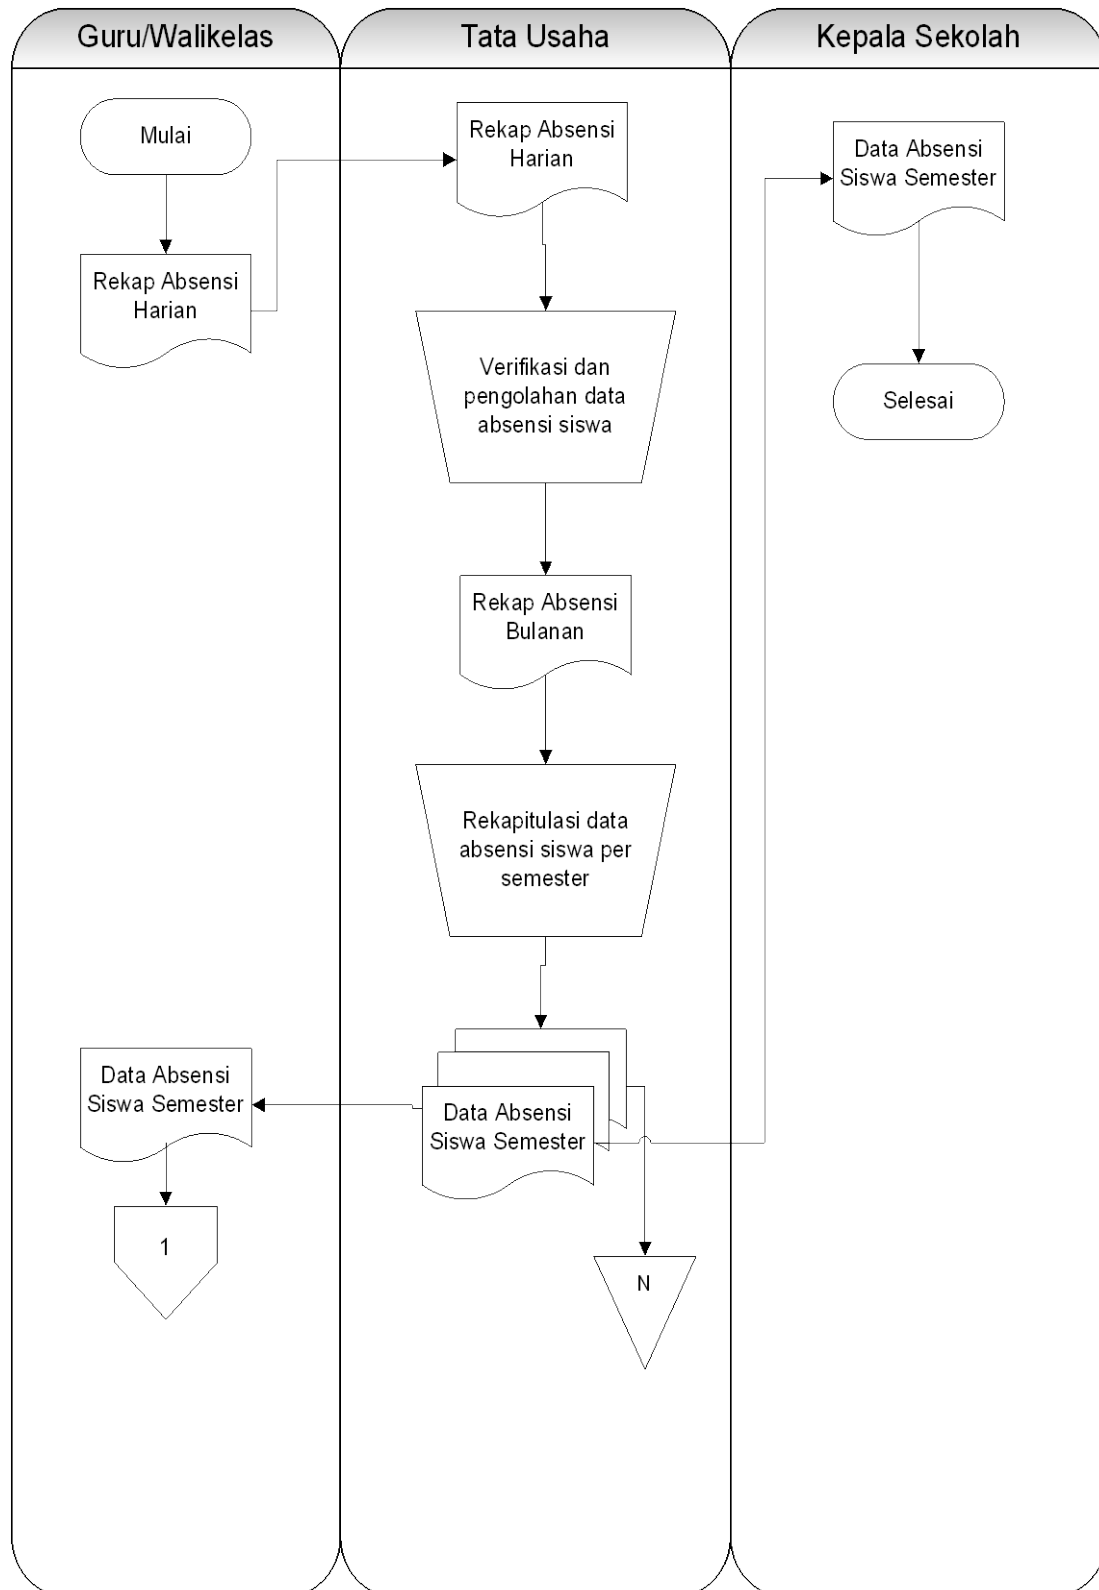 Guru/Walikelas
Tata Usaha
Kepala Sekolah
Mulai
Rekap Absensi
Harian
Rekap Absensi
Harian
Data Absensi
Siswa Semester
Verifikasi dan
pengolahan data
absensi siswa
Selesai
Rekap Absensi
Bulanan
Rekapitulasi data
absensi siswa per
semester
Data Absensi
Siswa Semester
Data Absensi
Siswa Semester
1
N